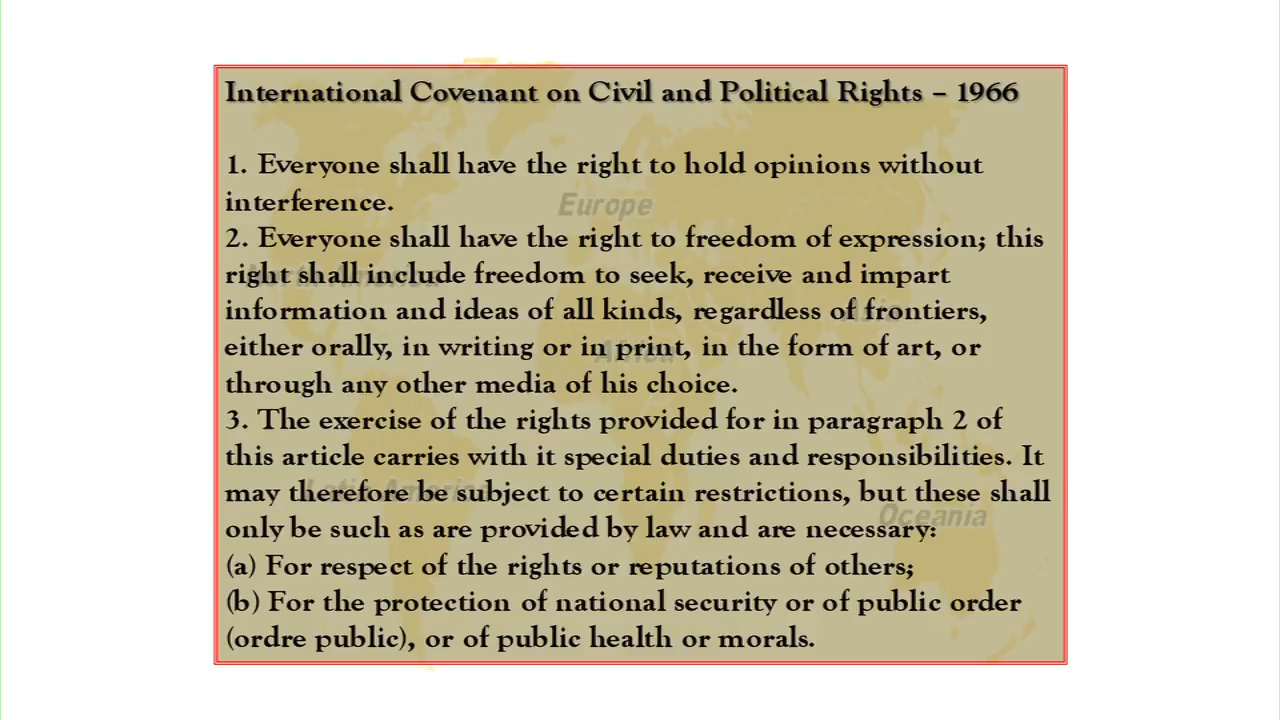 International Covenant on Civil and Political Rights – 1966
1. Everyone shall have the right to hold opinions without
interference.
Europe
2. Everyone shall have the right to freedom of expression; this
right shall include freedom to seek, receive and impart
North America
information and ideas of all kinds, regardless of frontiers,
Asia
either orally, in writing or in print, in the form of art, or
Africa
through any other media of his choice.
3. The exercise of the rights provided for in paragraph 2 of
this article carries with it special duties and responsibilities. It
may therefore be subject to certain restrictions, but these shall
Latin America
Oceania
only be such as are provided by law and are necessary:
(a) For respect of the rights or reputations of others;
(b) For the protection of national security or of public order
(ordre public), or of public health or morals.